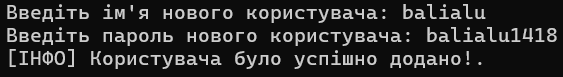 Введіть ім'я нового користувача: balialu
Введіть пароль нового користувача: balialu1418
[ІНФО] Користувача було успішно додано!.